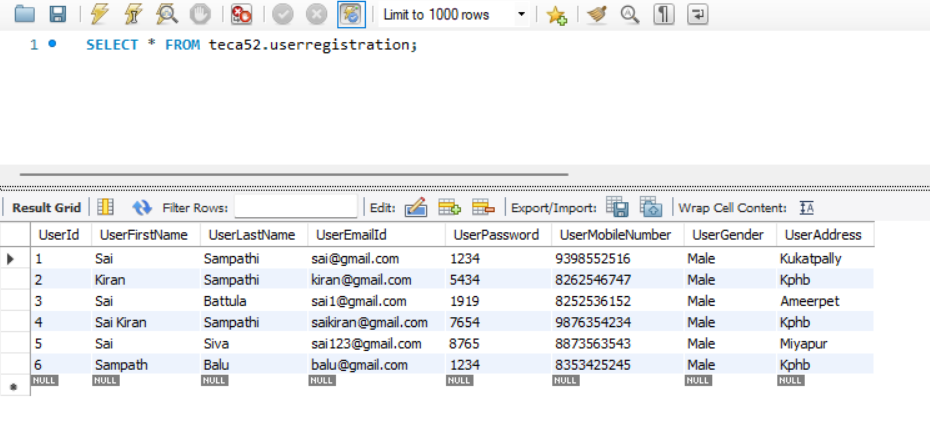 Limit to 1000 rows
1 SELECT * FROM teca52.userregistration;
Result Grid Filter Rows: Edit: Export/Import: Wrap Cell Content: IA
UserId UserFirstName UserLastName UserEmailId UserPassword UserMobileNumber UserGender UserAddress
1 Sai Sampathi sai@gmail.com 1234 9398552516 Male Kukatpally
2 Kiran Sampathi kiran@gmail.com 5434 8262546747 Male Kphb
3 Sai Battula sai1@gmail.com 1919 8252536152 Male Ameerpet
4 Sai Kiran Sampathi saikiran@gmail.com 7654 9876354234 Male Kphb
5 Sai Siva sai123@gmail.com 8765 8873563543 Male Miyapur
6 Sampath Balu balu@gmail.com 1234 8353425245 Male Kphb
NULL NULL NULL NULL NULL NULL NULL NULL